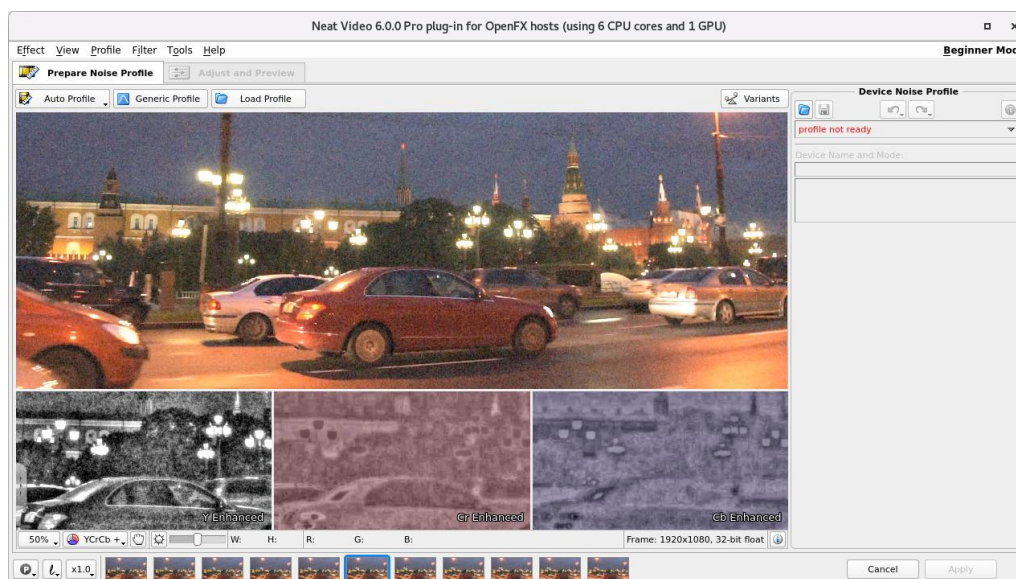 Neat Video 6.0.0 Pro plug-in for OpenFX hosts (using 6 CPU cores and 1 GPU)
Effect View Profile Filter Tools Help Beginner Mod
Prepare Noise Profile Adjust and Preview
Auto Profile Generic Profile Load Profile Variants
Device Noise Profile
profile not ready
Device Name and Mode:
Y Enhanced Cr Enhanced Cb Enhanced
50% YCrCb + W: H: R: G: B: Frame: 1920x1080, 32-bit float
P ℓ x1.0 Cancel Apply